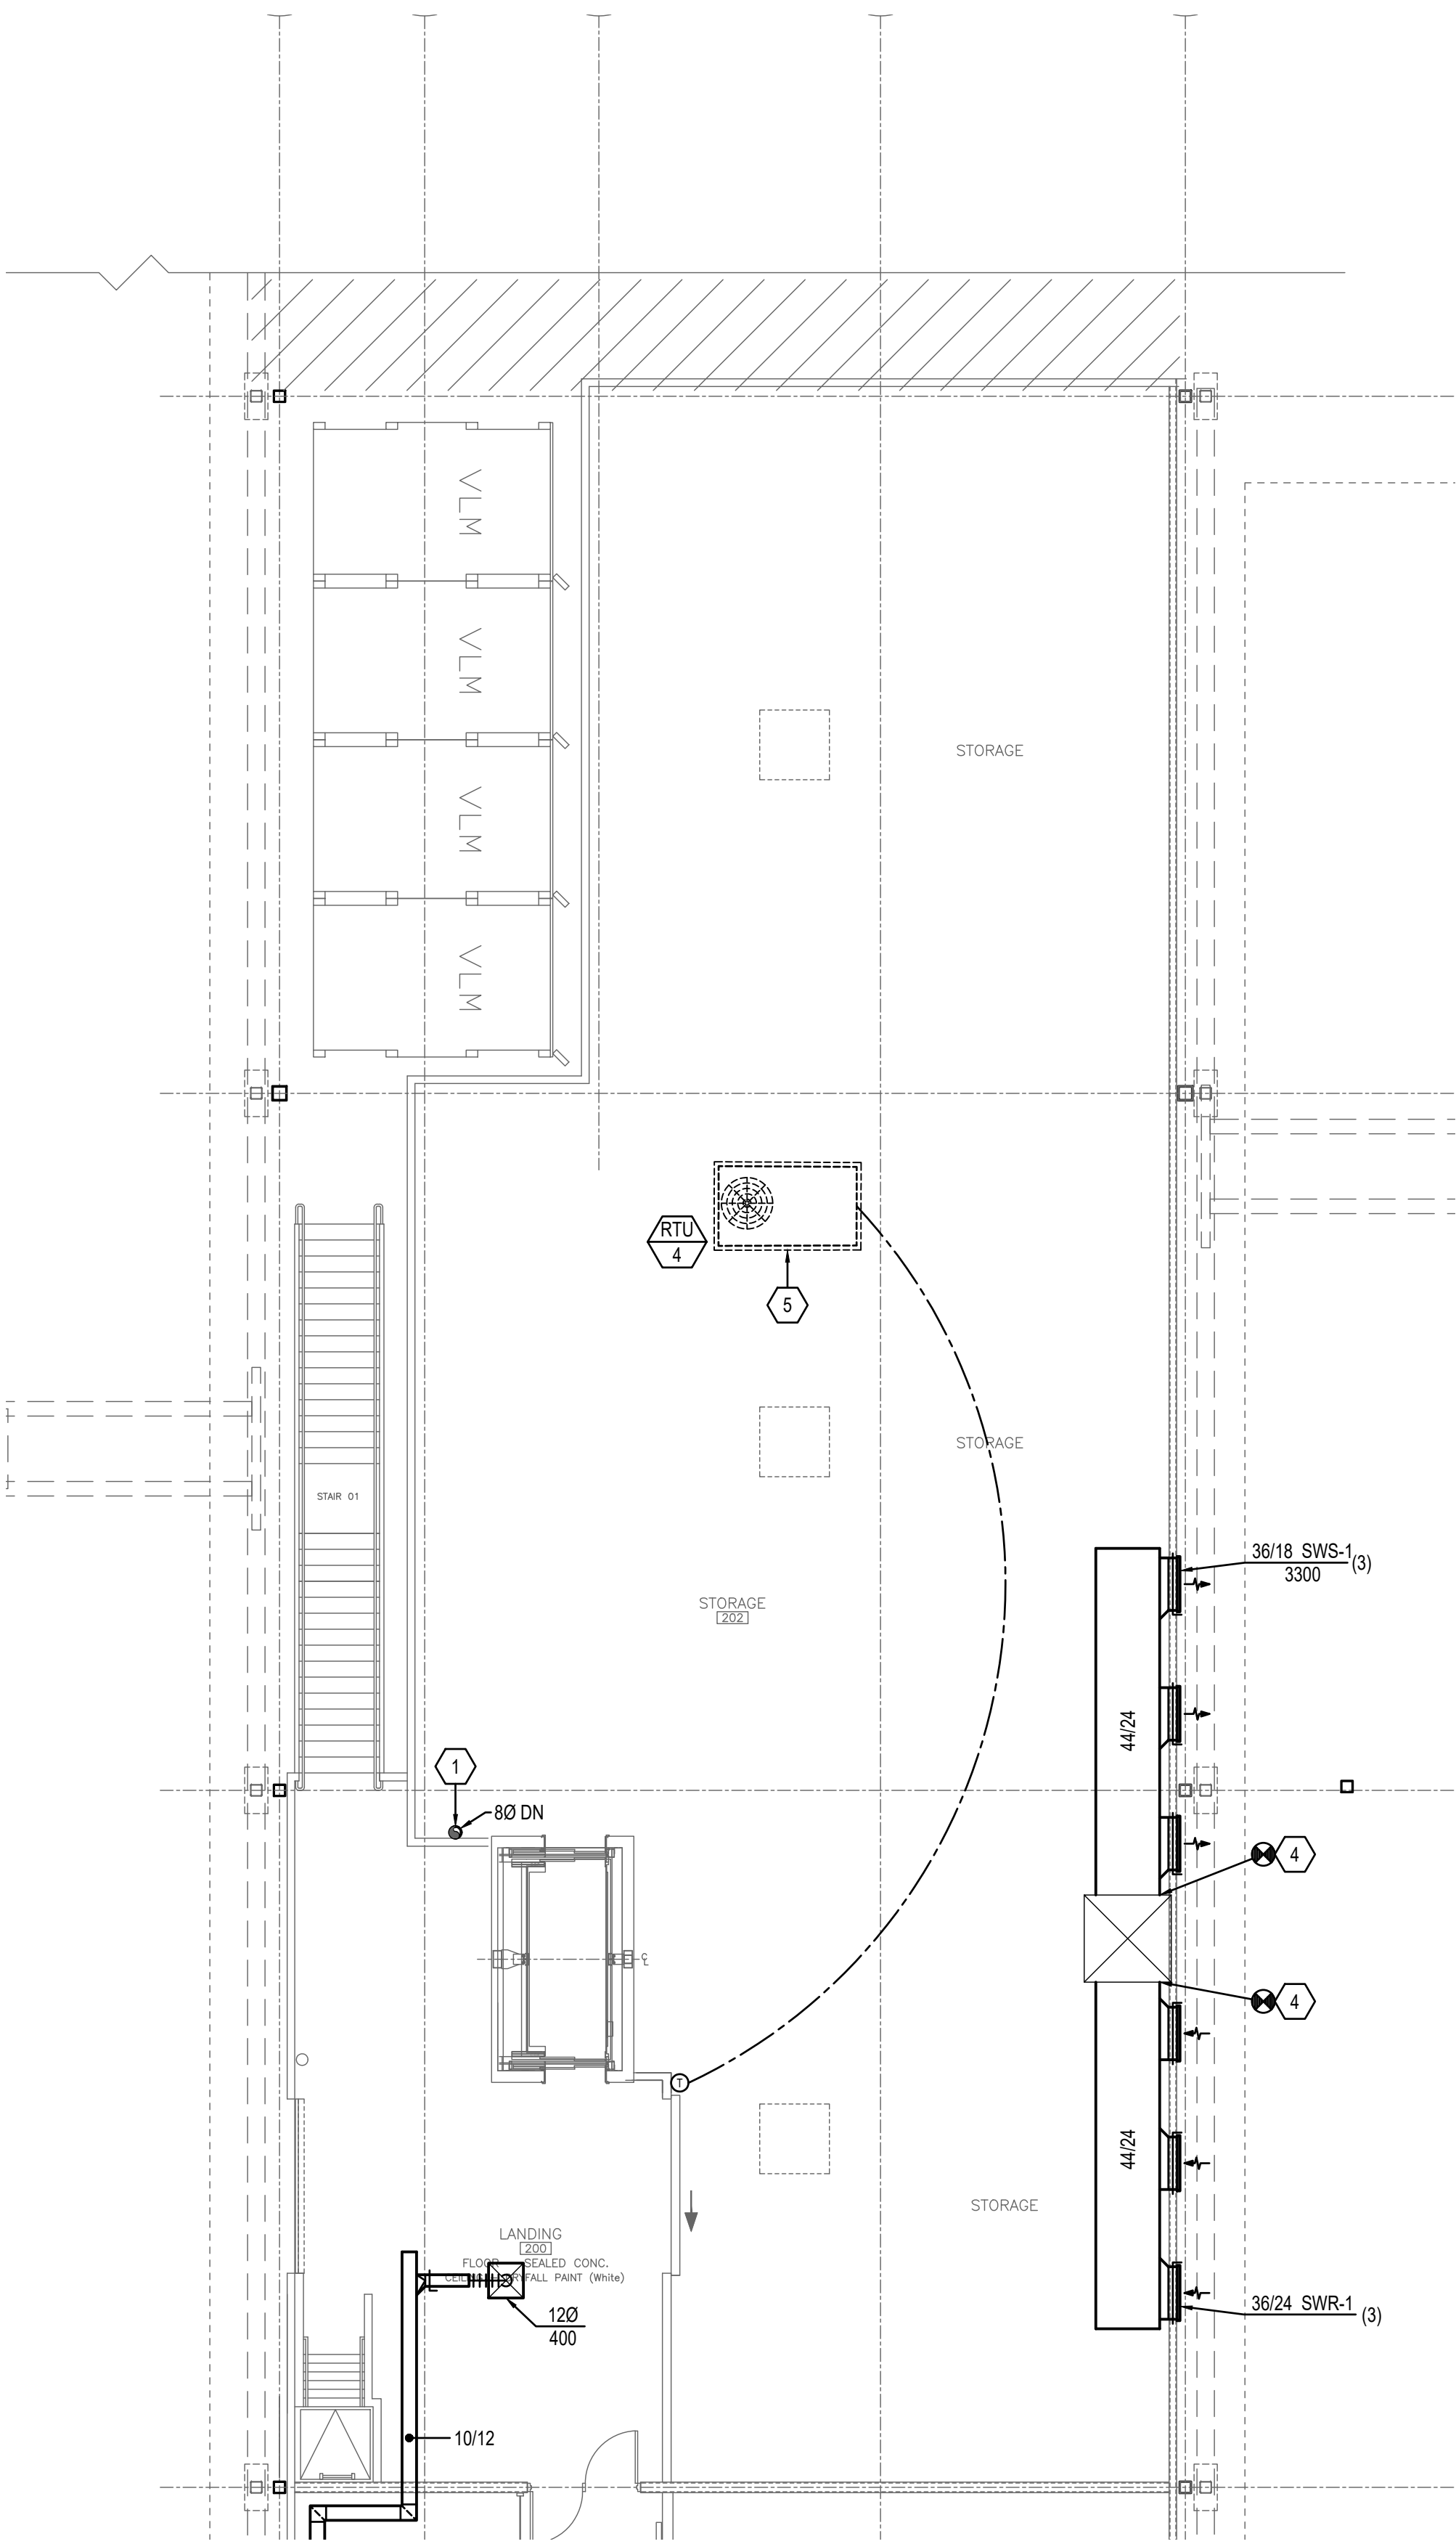 VLM
VLM
VLM
VLM
STORAGE
RTU
4
5
STORAGE
STAIR 01
36/18 SWS-1 (3)
3300
STORAGE
202
44/24
1
8Ø DN
4
CL
4
T
44/24
STORAGE
LANDING
200
FLOOR SEALED CONC.
FALL PAINT (White)
36/24 SWR-1 (3)
12Ø
400
10/12